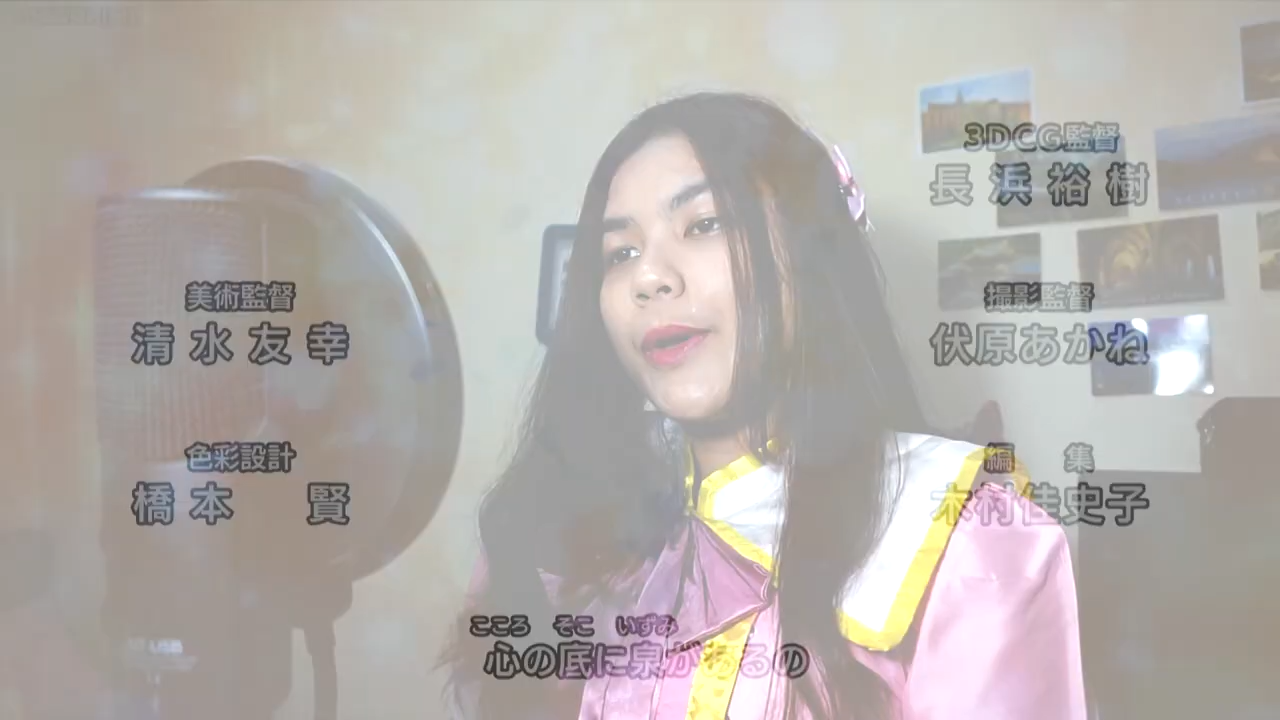 3DCG監督
長浜裕樹
美術監督
清水友幸
撮影監督
伏原あかね
色彩設計
橋本 賢
編 集
木村佳史子
こころ そこ いずみ
心の底に泉があるの
USB